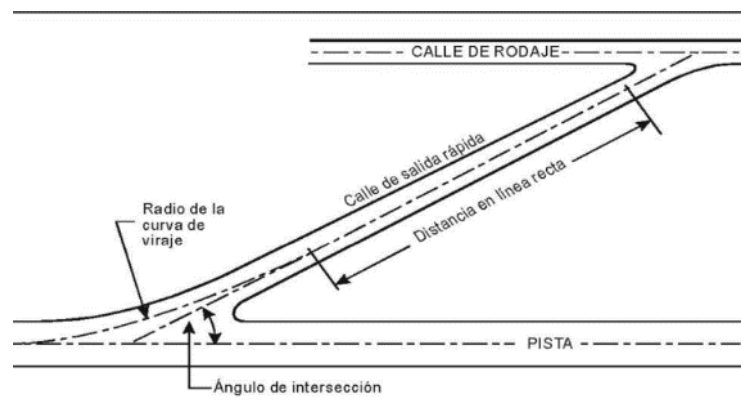 CALLE DE RODAJE
Calle de salida rápida
Distancia en línea recta
Radio de la
curva de
viraje
PISTA
Ángulo de intersección